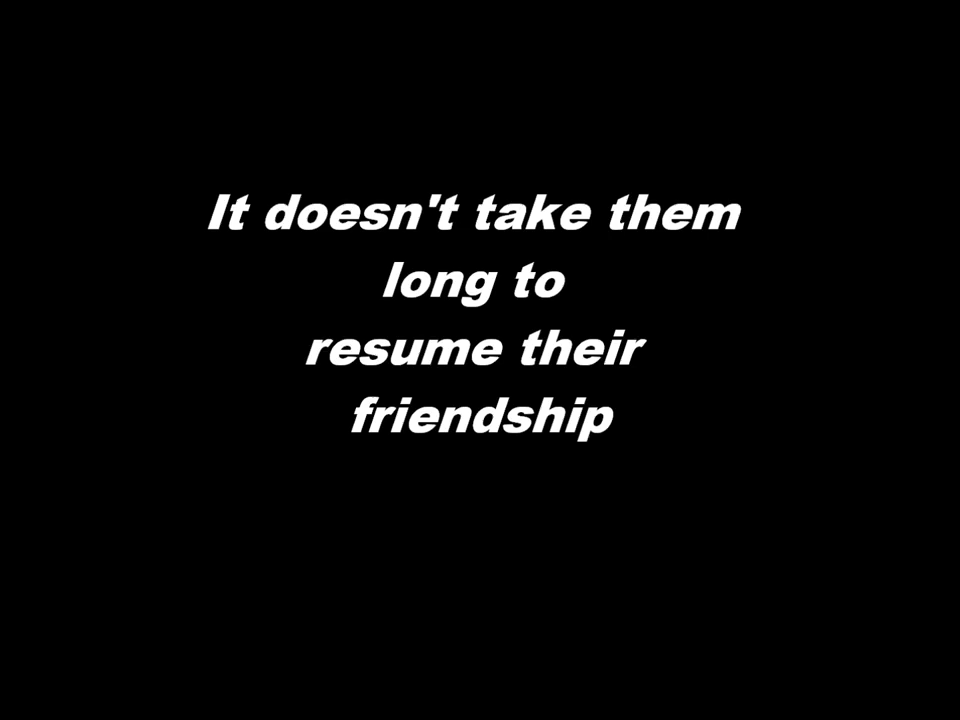 It doesn't take them
long to
resume their
friendship